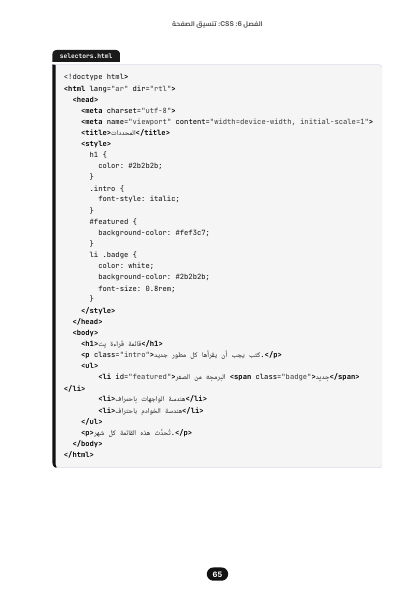 الفصل 6: CSS: تنسيق الصفحة
selectors.html
<!doctype html>
<html lang="ar" dir="rtl">
<head>
<meta charset="utf-8">
<meta name="viewport" content="width=device-width, initial-scale=1">
<title>المحددات</title>
<style>
h1 {
color: #2b2b2b;
}
.intro {
font-style: italic;
}
#featured {
background-color: #fef3c7;
}
li .badge {
color: white;
background-color: #2b2b2b;
font-size: 0.8rem;
}
</style>
</head>
<body>
<h1>قائمة قراءة يِت</h1>
<p class="intro">كتب يجب أن يقرأها كل مطور جديد.</p>
<ul>
<li id="featured">البرمجة من الصفر <span class="badge">جديد</span>
</li>
<li>هندسة الواجهات باحتراف</li>
<li>هندسة الخوادم باحتراف</li>
</ul>
<p>تُحدَّث هذه القائمة كل شهر.</p>
</body>
</html>
65